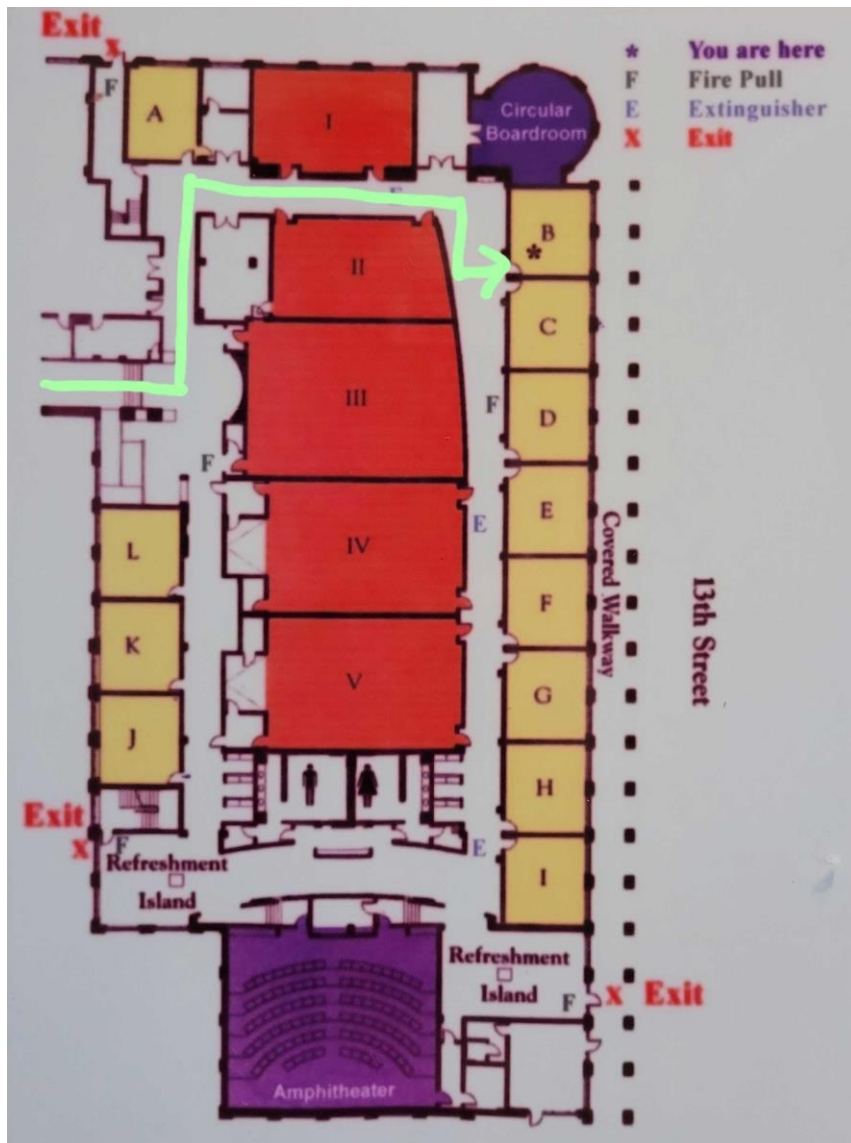 Exit
X
* You are here
F Fire Pull
E Extinguisher
X Exit
F
A
I
Circular
Boardroom
E
B
*
II
C
III
D
F
F
E
E
IV
L
F
K
G
V
J
H
Covered Walkway
13th Street
Exit
X
F
E
I
Refreshment
Island
Refreshment
Island
F
X Exit
Amphitheater